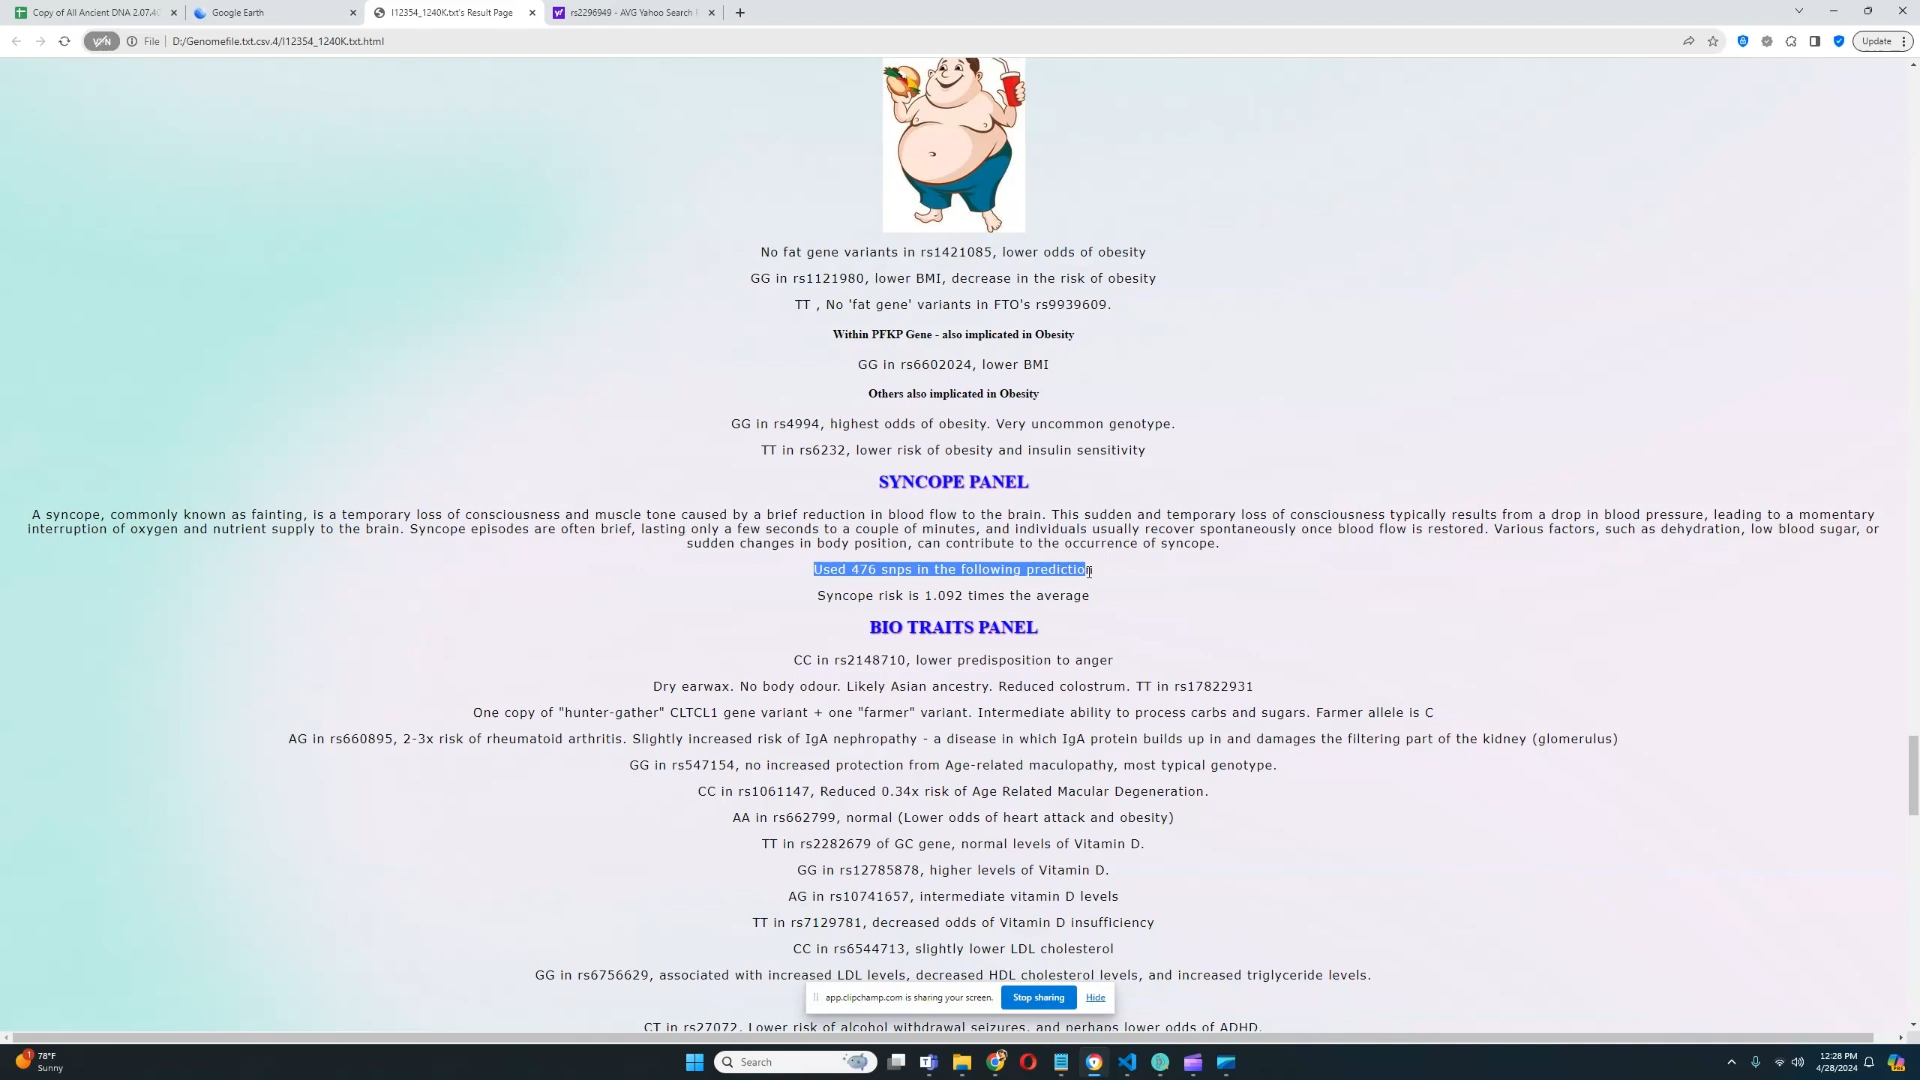 Copy of All Ancient DNA 2.07.40
Google Earth
I12354_1240K.txt's Result Page
rs2296949 - AVG Yahoo Search
File
D:/Genomefile.txt.csv.4/I12354_1240K.txt.html
Update
No fat gene variants in rs1421085, lower odds of obesity
GG in rs1121980, lower BMI, decrease in the risk of obesity
TT , No 'fat gene' variants in FTO's rs9939609.
Within PFKP Gene - also implicated in Obesity
GG in rs6602024, lower BMI
Others also implicated in Obesity
GG in rs4994, highest odds of obesity. Very uncommon genotype.
TT in rs6232, lower risk of obesity and insulin sensitivity
SYNCOPE PANEL
A syncope, commonly known as fainting, is a temporary loss of consciousness and muscle tone caused by a brief reduction in blood flow to the brain. This sudden and temporary loss of consciousness typically results from a drop in blood pressure, leading to a momentary
interruption of oxygen and nutrient supply to the brain. Syncope episodes are often brief, lasting only a few seconds to a couple of minutes, and individuals usually recover spontaneously once blood flow is restored. Various factors, such as dehydration, low blood sugar, or
sudden changes in body position, can contribute to the occurrence of syncope.
Used 476 snps in the following prediction
Syncope risk is 1.092 times the average
BIO TRAITS PANEL
CC in rs2148710, lower predisposition to anger
Dry earwax. No body odour. Likely Asian ancestry. Reduced colostrum. TT in rs17822931
One copy of "hunter-gather" CLTCL1 gene variant + one "farmer" variant. Intermediate ability to process carbs and sugars. Farmer allele is C
AG in rs660895, 2-3x risk of rheumatoid arthritis. Slightly increased risk of IgA nephropathy - a disease in which IgA protein builds up in and damages the filtering part of the kidney (glomerulus)
GG in rs547154, no increased protection from Age-related maculopathy, most typical genotype.
CC in rs1061147, Reduced 0.34x risk of Age Related Macular Degeneration.
AA in rs662799, normal (Lower odds of heart attack and obesity)
TT in rs2282679 of GC gene, normal levels of Vitamin D.
GG in rs12785878, higher levels of Vitamin D.
AG in rs10741657, intermediate vitamin D levels
TT in rs7129781, decreased odds of Vitamin D insufficiency
CC in rs6544713, slightly lower LDL cholesterol
GG in rs6756629, associated with increased LDL levels, decreased HDL cholesterol levels, and increased triglyceride levels.
app.clipchamp.com is sharing your screen.
Stop sharing
Hide
CT in rs27072. Lower risk of alcohol withdrawal seizures, and perhaps lower odds of ADHD.
1
78°F
Sunny
Search
12:28 PM
4/28/2024